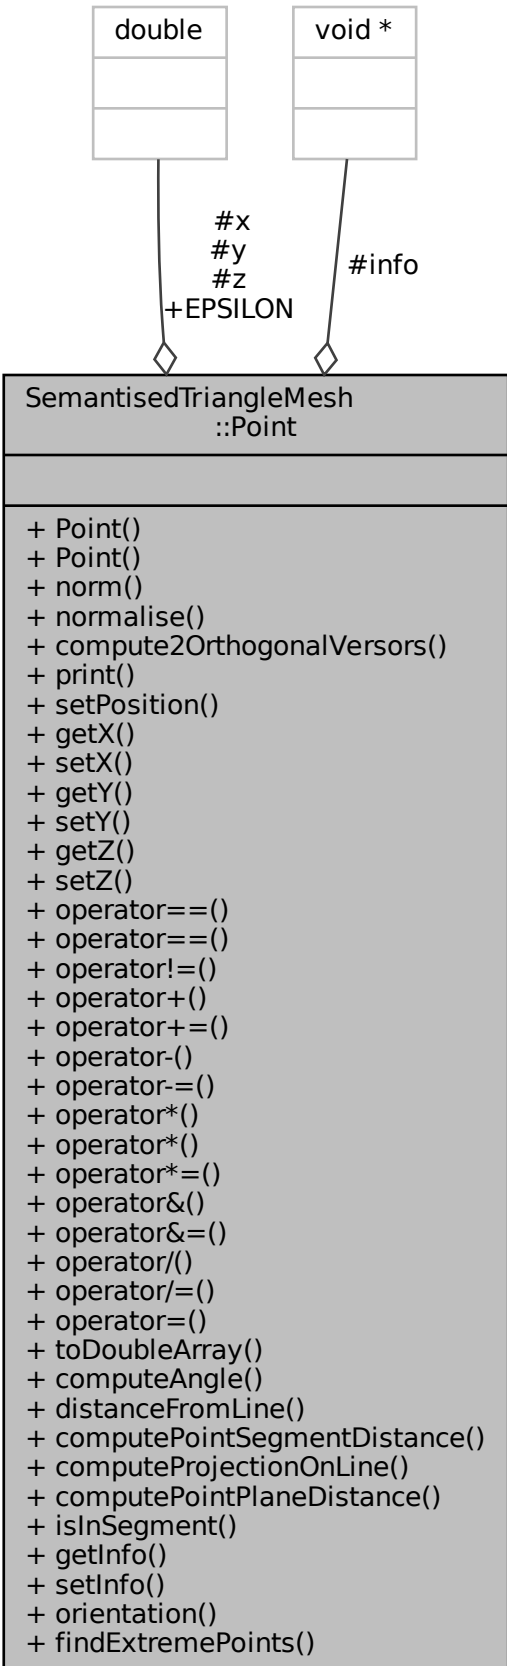 double
void *
#x
#y
#z
+EPSILON
#info
SemantisedTriangleMesh
::Point
+ Point()
+ Point()
+ norm()
+ normalise()
+ compute2OrthogonalVersors()
+ print()
+ setPosition()
+ getX()
+ setX()
+ getY()
+ setY()
+ getZ()
+ setZ()
+ operator==()
+ operator==()
+ operator!=()
+ operator+()
+ operator+=()
+ operator-()
+ operator-=()
+ operator*()
+ operator*()
+ operator*=()
+ operator&()
+ operator&=()
+ operator/()
+ operator/=()
+ operator=()
+ toDoubleArray()
+ computeAngle()
+ distanceFromLine()
+ computePointSegmentDistance()
+ computeProjectionOnLine()
+ computePointPlaneDistance()
+ isInSegment()
+ getInfo()
+ setInfo()
+ orientation()
+ findExtremePoints()